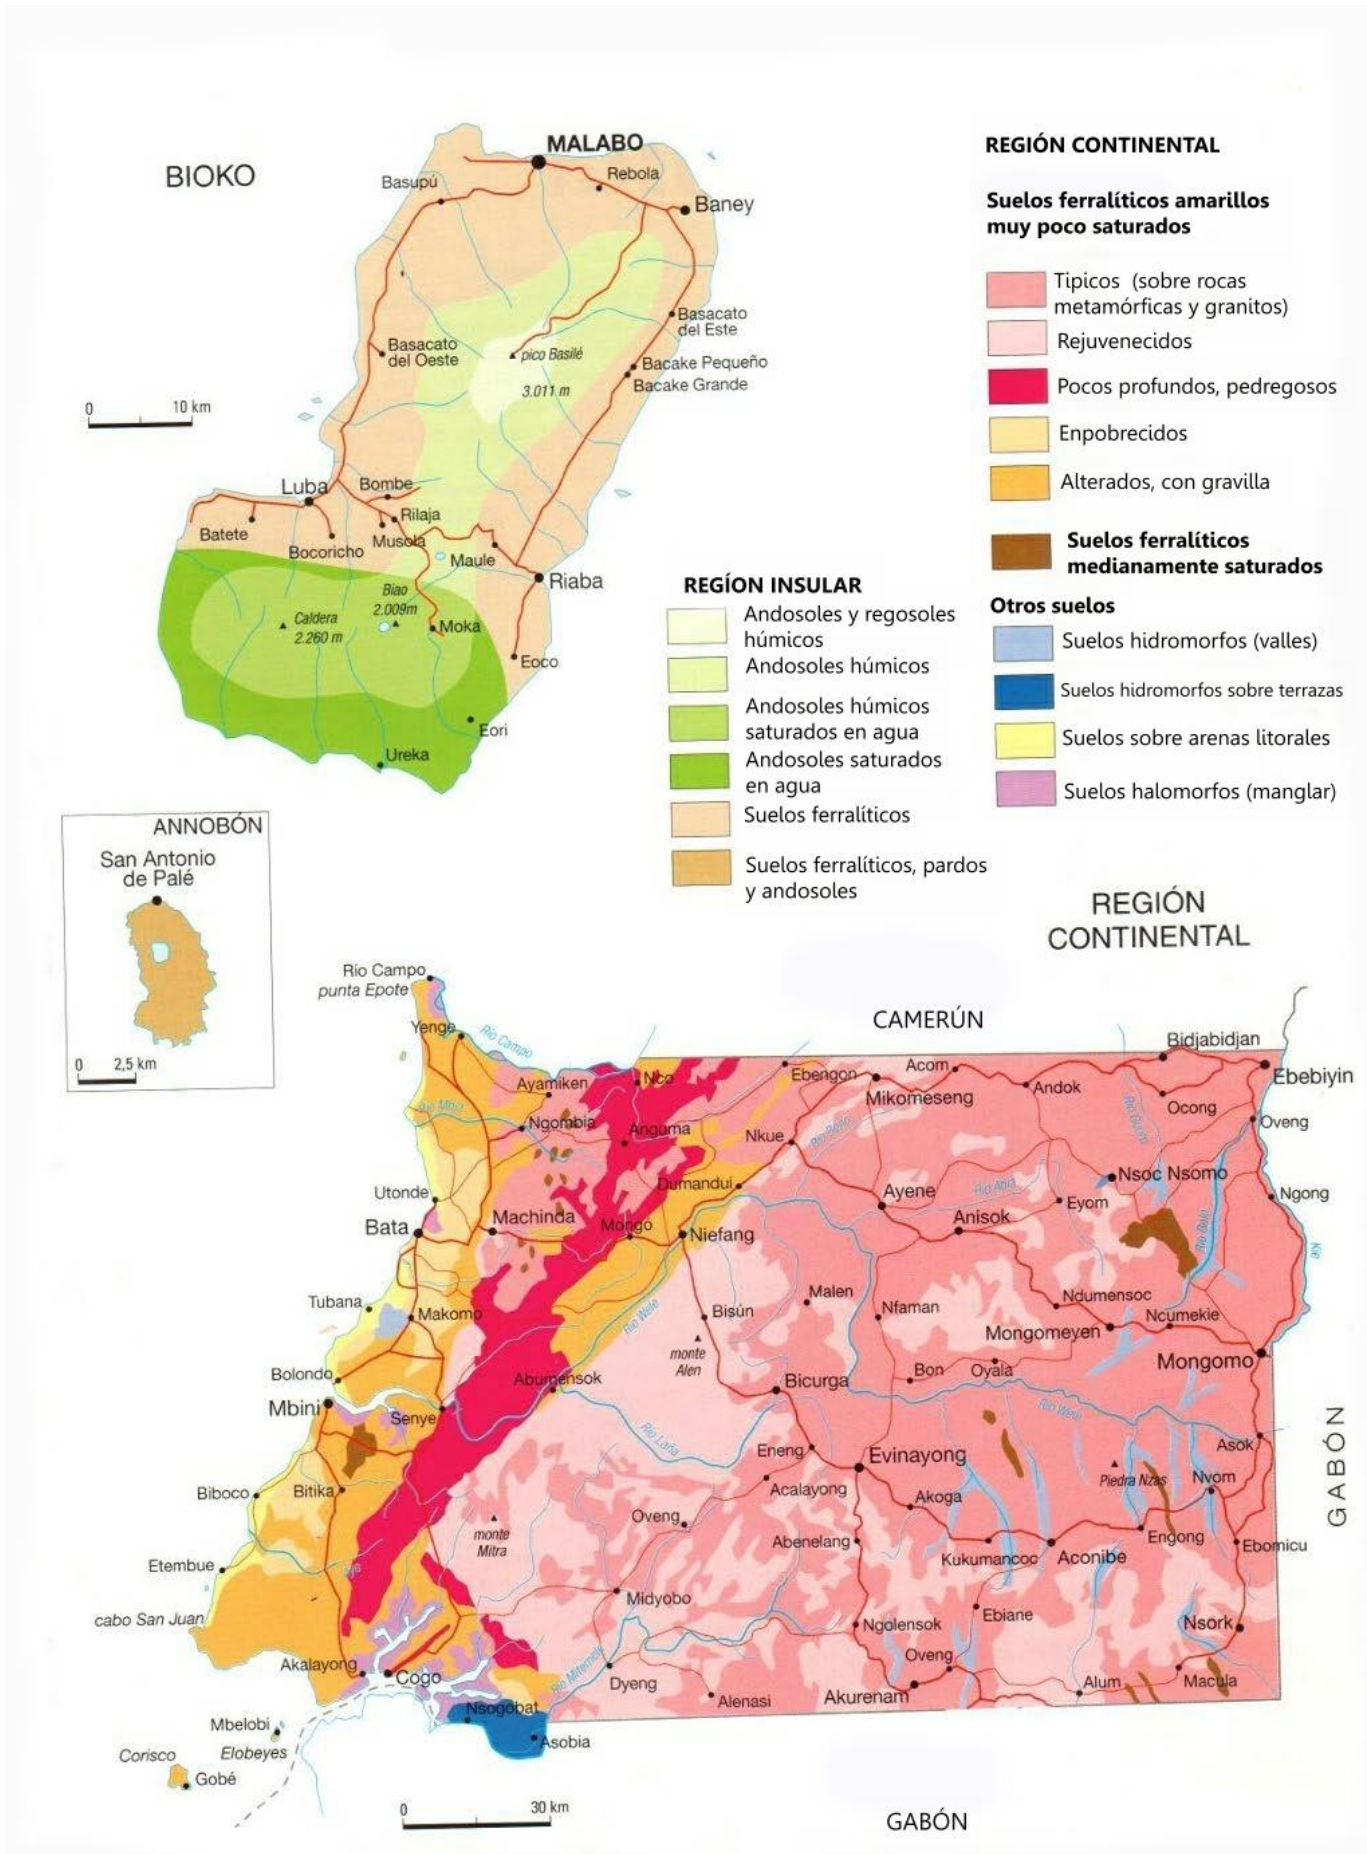 BIOKO
MALABO
Rebola
Basupú
Baney
Basacato
del Este
Basacato
del Oeste
pico Basilé
3.011 m
Bacake Pequeño
Bacake Grande
0 10 km
Luba
Bombe
Rilaja
Batete
Musola
Bocoricho
Maule
Riaba
Biao
2.009m
Caldera
2.260 m
Moka
Eoco
Eori
Ureka
REGIÓN CONTINENTAL
Suelos ferralíticos amarillos
muy poco saturados
Tipicos (sobre rocas
metamórficas y granitos)
Rejuvenecidos
Pocos profundos, pedregosos
Enpobrecidos
Alterados, con gravilla
Suelos ferralíticos
medianamente saturados
Otros suelos
Suelos hidromorfos (valles)
Suelos hidromorfos sobre terrazas
Suelos sobre arenas litorales
Suelos halomorfos (manglar)
REGÍON INSULAR
Andosoles y regosoles
húmicos
Andosoles húmicos
Andosoles húmicos
saturados en agua
Andosoles saturados
en agua
Suelos ferralíticos
Suelos ferralíticos, pardos
y andosoles
ANNOBÓN
San Antonio
de Palé
0 2,5 km
REGIÓN
CONTINENTAL
CAMERÚN
Río Campo
punta Epote
Yenge
Río Campo
Ayamiken
Nco
Ebengon
Acom
Mikomeseng
Andok
Bidjabidjan
Ebebiyin
Ocong
Oveng
Ngombia
Anguma
Nkue
Dumandui
Nsoc Nsomo
Ngong
Utonde
Ayene
Eyom
Bata
Machinda
Mongo
Niefang
Anisok
Kie
Tubana
Makomo
Río Wele
Bisún
Malen
Nfaman
Ndumensoc
Ncumekie
Mongomeyen
monte
Alen
Mongomo
Bolondo
Abumensok
Bicurga
Bon
Oyala
Mbini
Senye
Río Laña
Río Wele
Eneng
Evinayong
Asok
Piedra Nzas
Nvom
Biboco
Bitika
Acalayong
Akoga
Oveng
monte
Mitra
Abenelang
Kukumancoc
Aconibe
Engong
Ebomicu
Etembue
Midyobo
Ebiane
cabo San Juan
Ngolensok
Nsork
Akalayong
Cogo
Río Mitemele
Dyeng
Oveng
Alenasi
Akurenam
Alum
Macula
Nsogobat
Asobia
Mbelobi
Elobeyes
Corisco
Gobé
0 30 km
GABÓN
GABÓN